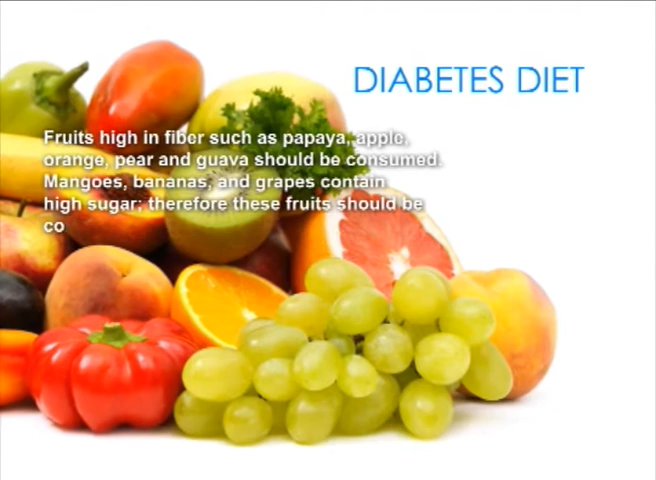 DIABETES DIET
Fruits high in fiber such as papaya, apple,
orange, pear and guava should be consumed.
Mangoes, bananas, and grapes contain
high sugar; therefore these fruits should be
co